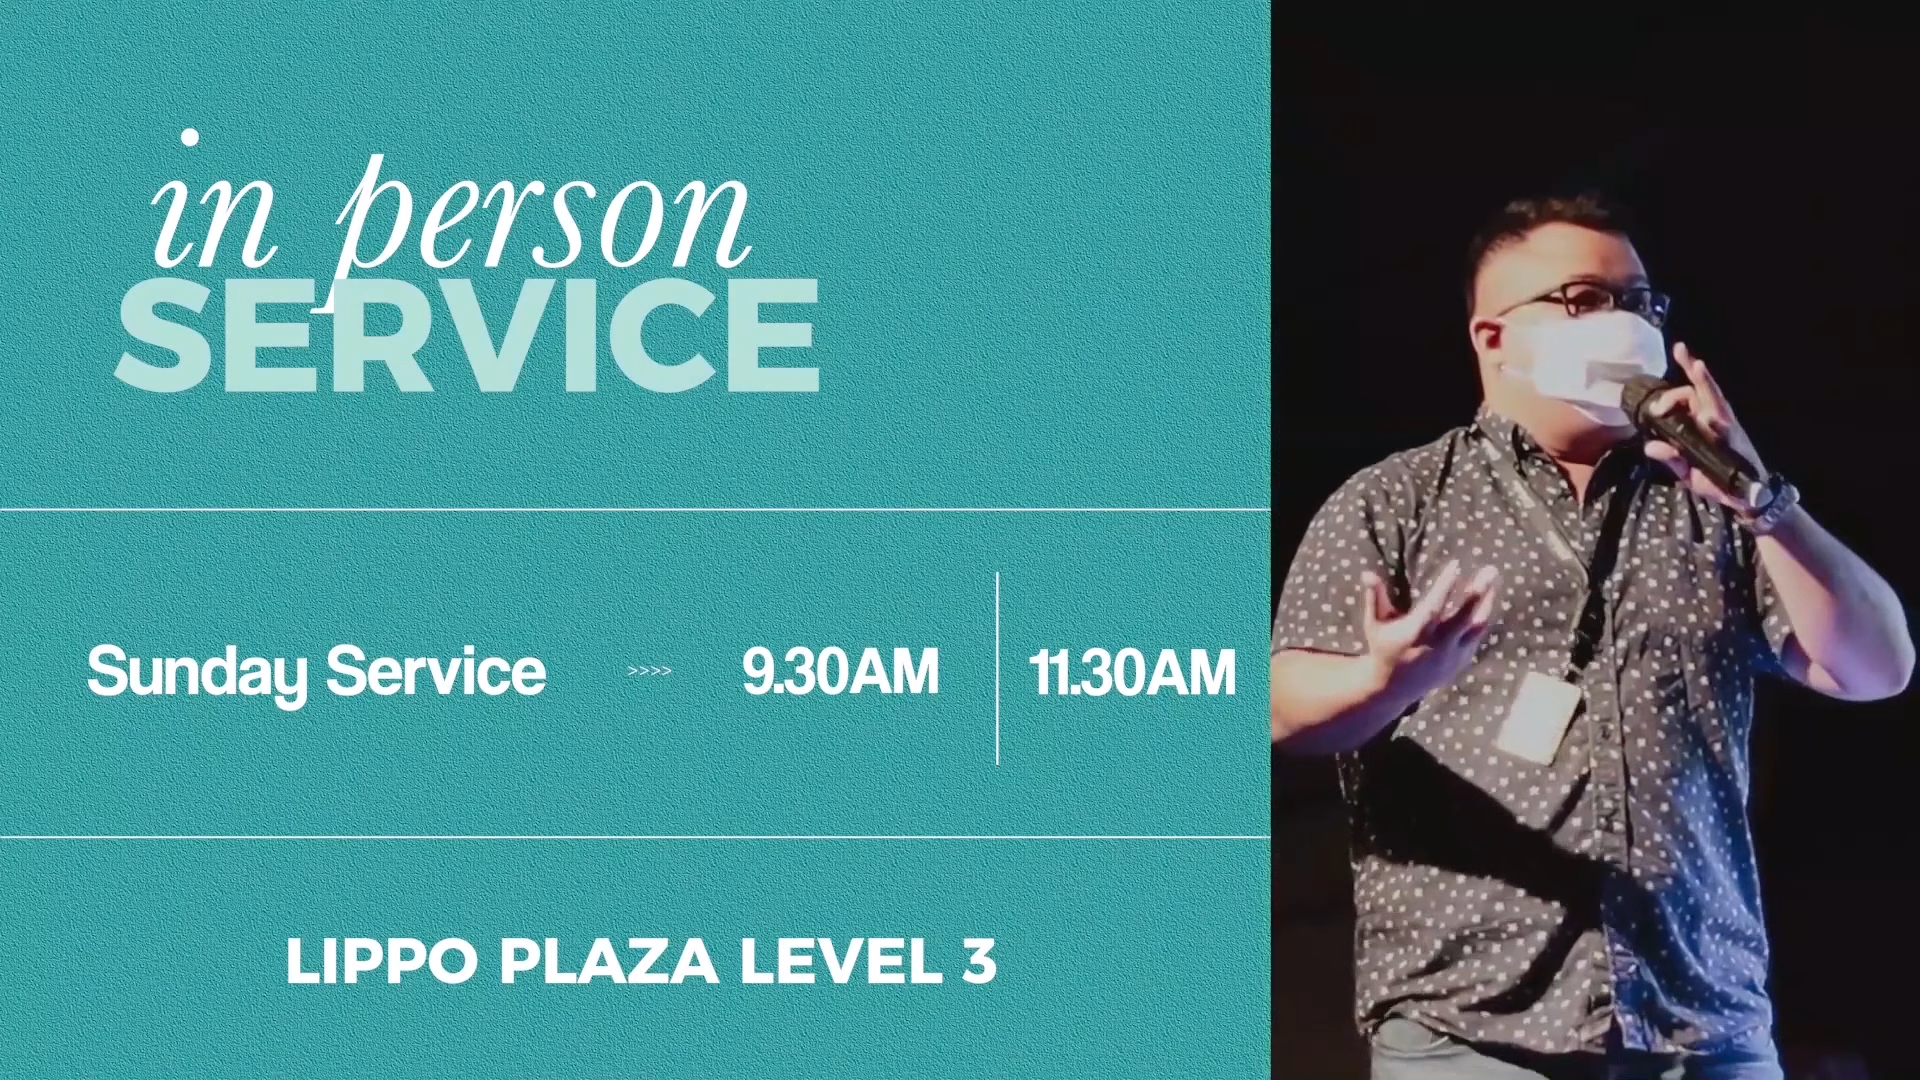 in person
SERVICE
Sunday Service >>>> 9.30AM 11.30AM
LIPPO PLAZA LEVEL 3